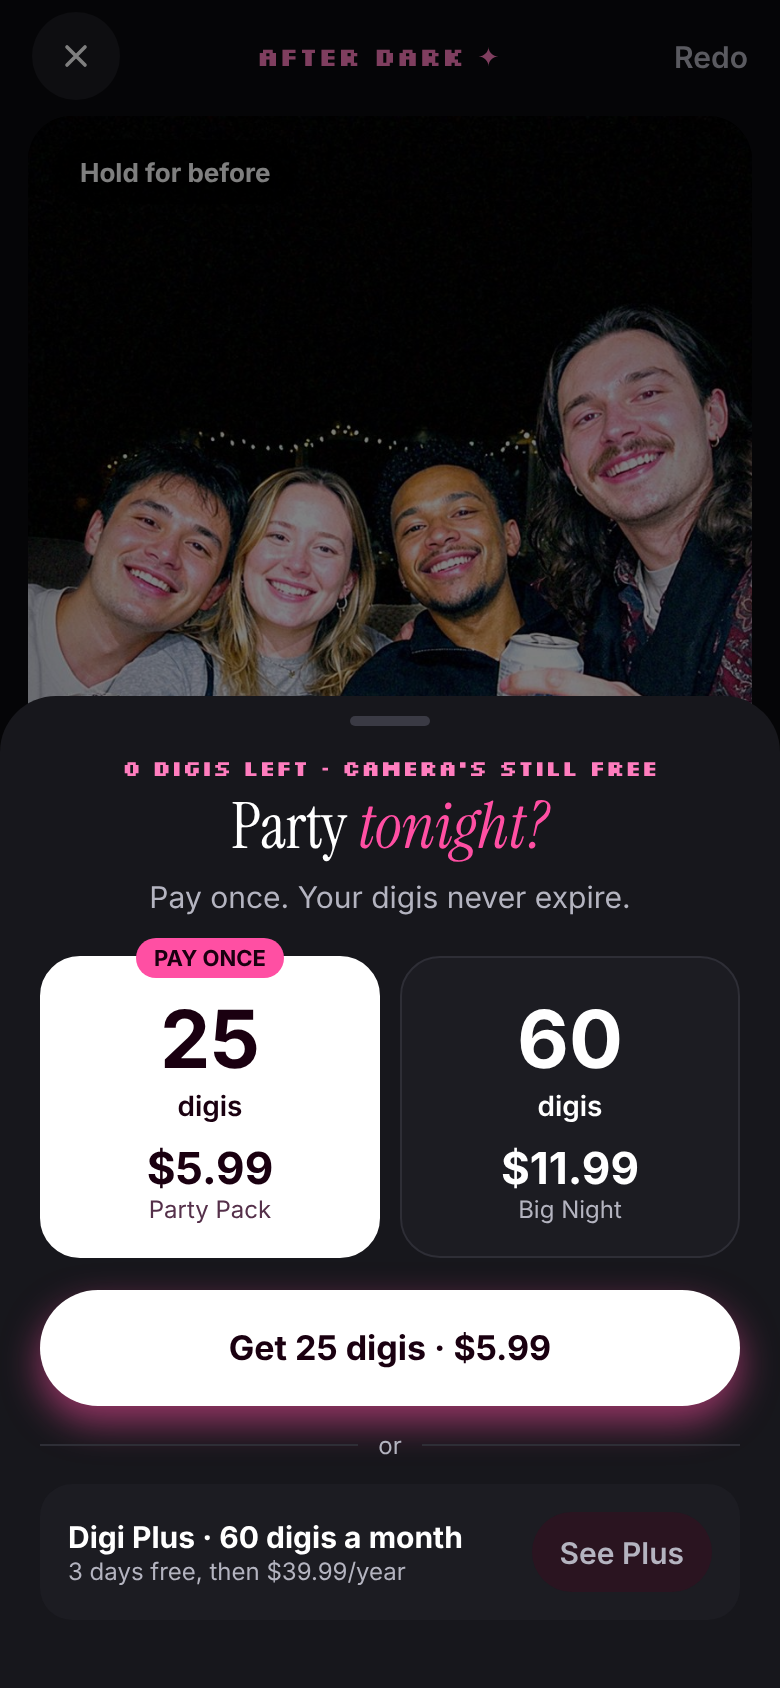 AFTER DARK ✦
Redo
Hold for before
0 DIGIS LEFT · CAMERA'S STILL FREE
Party tonight?
Pay once. Your digis never expire.
PAY ONCE
25
digis
$5.99
Party Pack
60
digis
$11.99
Big Night
Get 25 digis · $5.99
or
Digi Plus · 60 digis a month
3 days free, then $39.99/year
See Plus